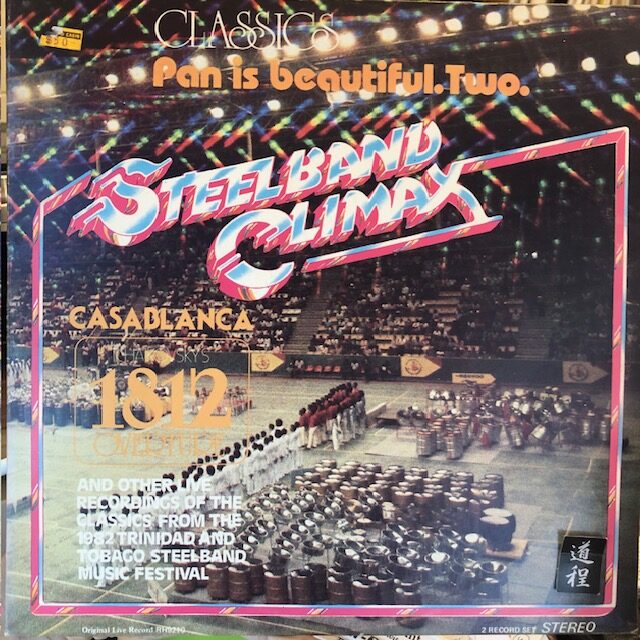 CLASSICS
Pan is beautiful. Two.
STEELBAND
CLIMAX
CASABLANCA
TCHAIKOVSKY'S
1812
OVERTURE
AND OTHER LIVE
RECORDINGS OF THE
CLASSICS FROM THE
1982 TRINIDAD AND
TOBAGO STEELBAND
MUSIC FESTIVAL
道程
Original Live Record
2 RECORD SET STEREO